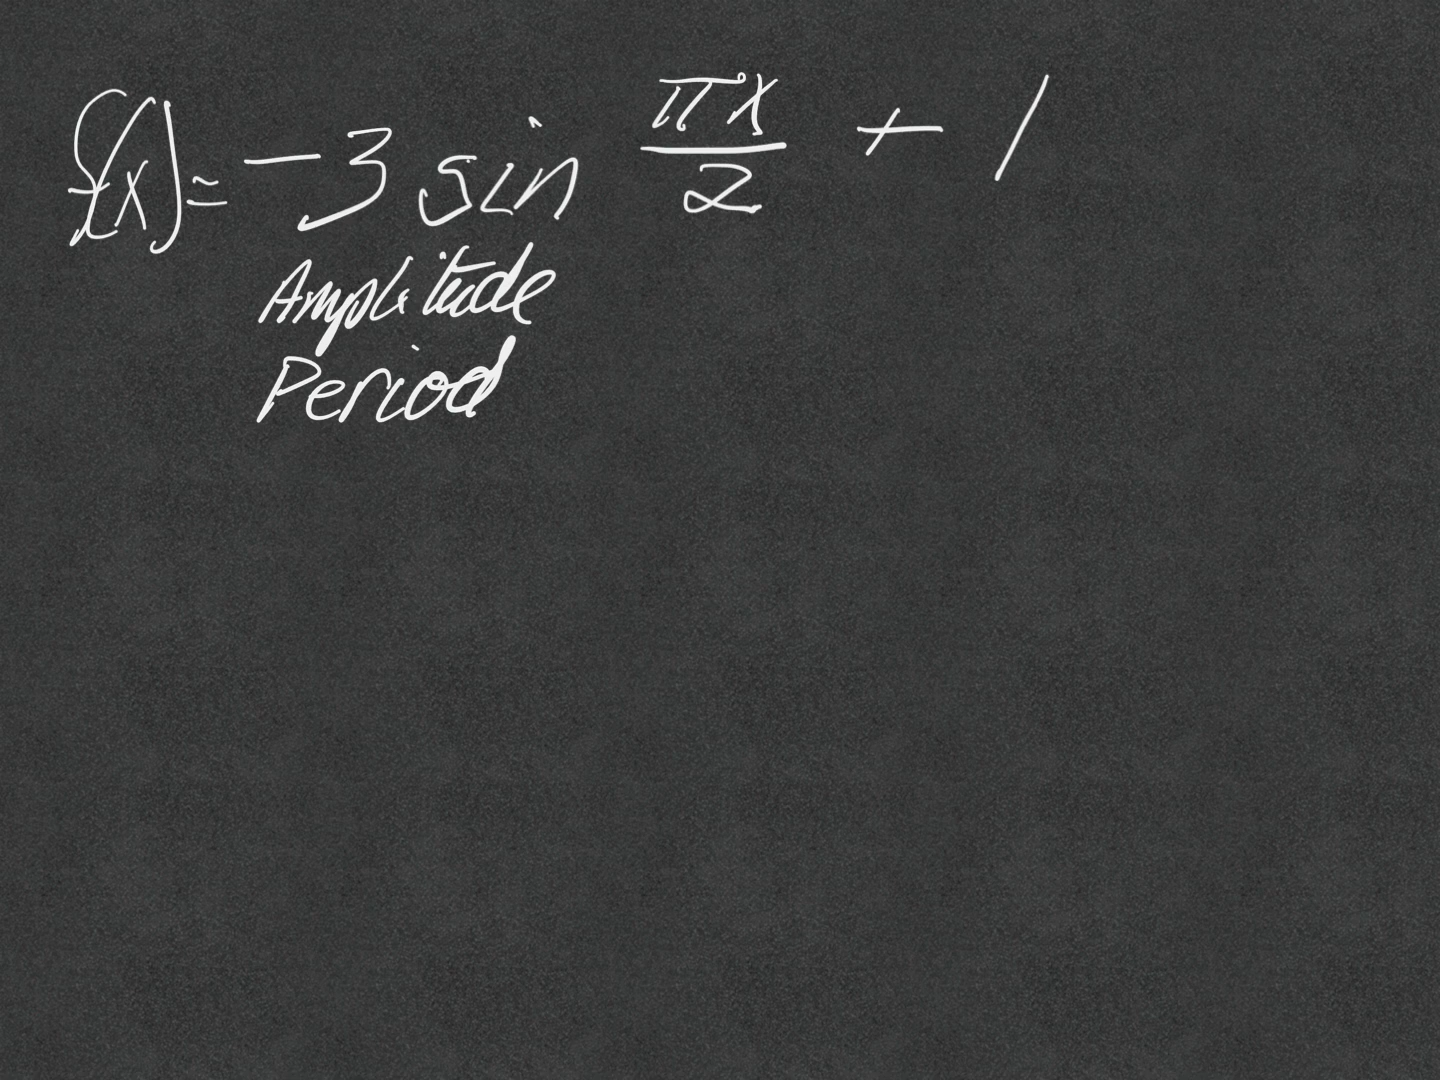 f(x) = -3 sin πx/2 + 1
Amplitude
Period